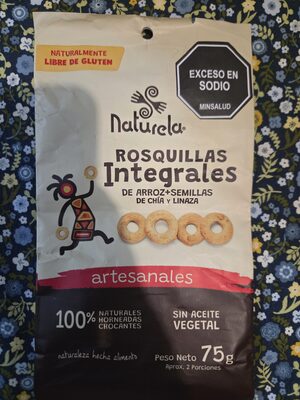 NATURALMENTE
LIBRE DE GLUTEN
EXCESO EN
SODIO
MINSALUD
Naturela
ROSQUILLAS
Integrales
DE ARROZ+SEMILLAS
DE CHÍA Y LINAZA
artesanales
100% NATURALES
HORNEADAS
CROCANTES
SIN ACEITE
VEGETAL
naturaleza hecha alimento
Peso Neto 75g
Aprox. 2 Porciones